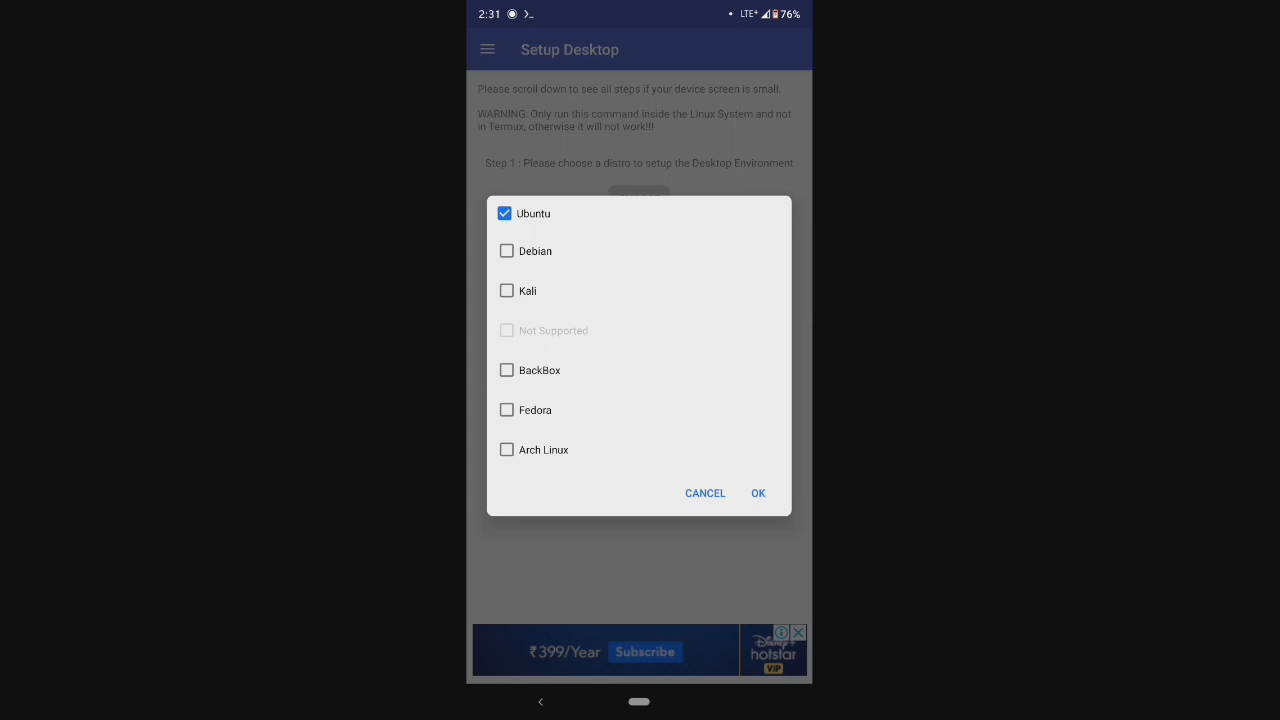 2:31
LTE+ 76%
Setup Desktop
Please scroll down to see all steps if your device screen is small.
WARNING: Only run this command inside the Linux System and not
in Termux, otherwise it will not work!!!
Step 1 : Please choose a distro to setup the Desktop Environment
Ubuntu
Debian
Kali
Not Supported
BackBox
Fedora
Arch Linux
CANCEL OK
₹399/Year Subscribe
Disney+
hotstar
VIP